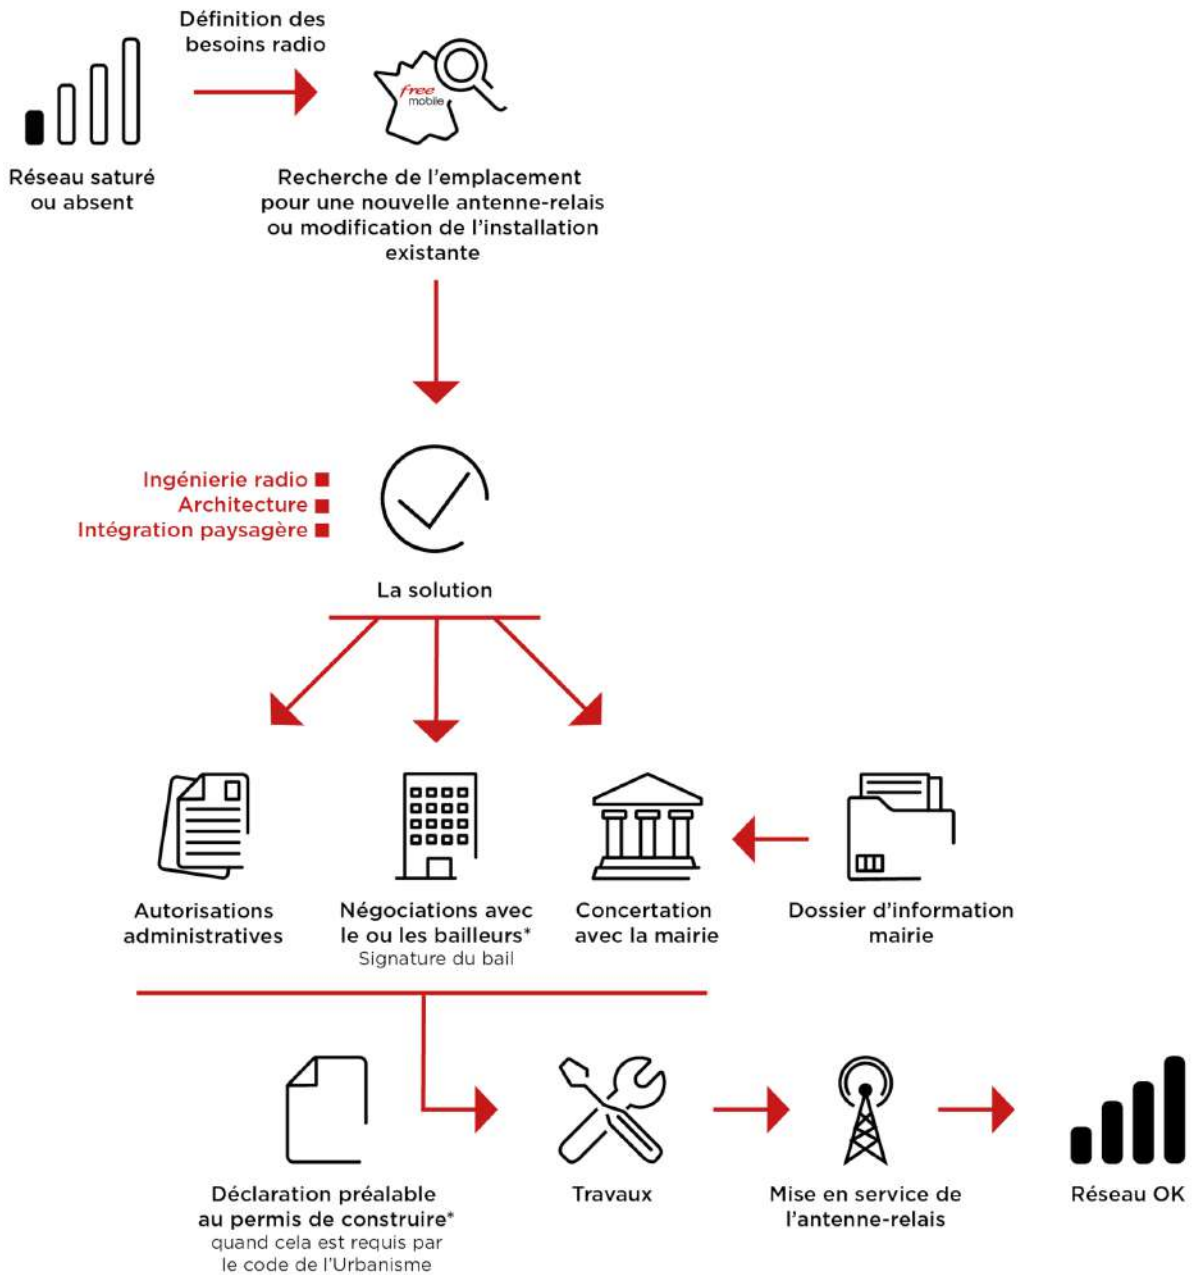 Définition des
besoins radio
Réseau saturé
ou absent
free
mobile
Recherche de l'emplacement
pour une nouvelle antenne-relais
ou modification de l'installation
existante
Ingénierie radio
Architecture
Intégration paysagère
La solution
Autorisations
administratives
Négociations avec
le ou les bailleurs*
Signature du bail
Concertation
avec la mairie
Dossier d'information
mairie
Déclaration préalable
au permis de construire*
quand cela est requis par
le code de l'Urbanisme
Travaux
Mise en service de
l'antenne-relais
Réseau OK